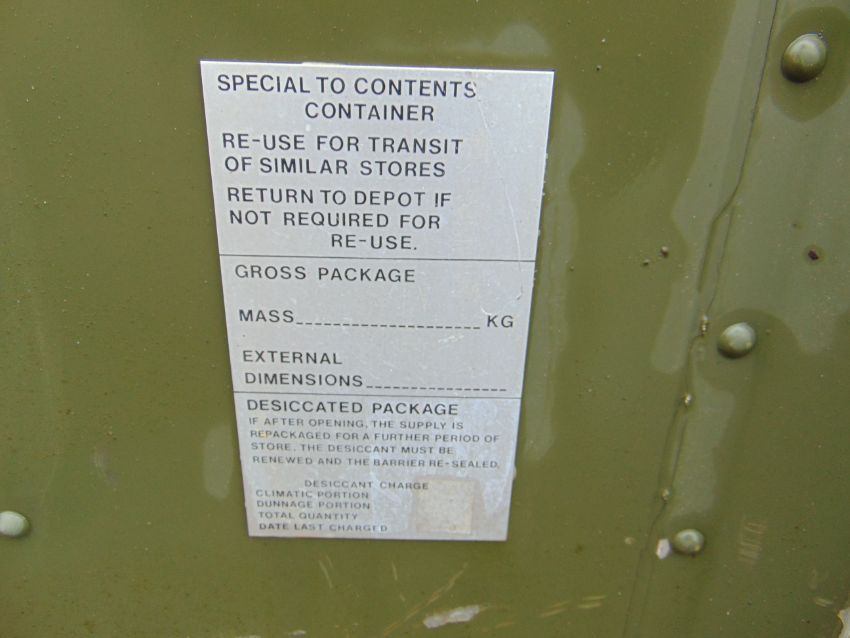 SPECIAL TO CONTENTS
CONTAINER
RE-USE FOR TRANSIT
OF SIMILAR STORES
RETURN TO DEPOT IF
NOT REQUIRED FOR
RE-USE.
GROSS PACKAGE
MASS___________________KG
EXTERNAL
DIMENSIONS______________
DESICCATED PACKAGE
IF AFTER OPENING, THE SUPPLY IS
REPACKAGED FOR A FURTHER PERIOD OF
STORE, THE DESICCANT MUST BE
RENEWED AND THE BARRIER RE-SEALED.
DESICCANT CHARGE
CLIMATIC PORTION
DUNNAGE PORTION
TOTAL QUANTITY
DATE LAST CHARGED